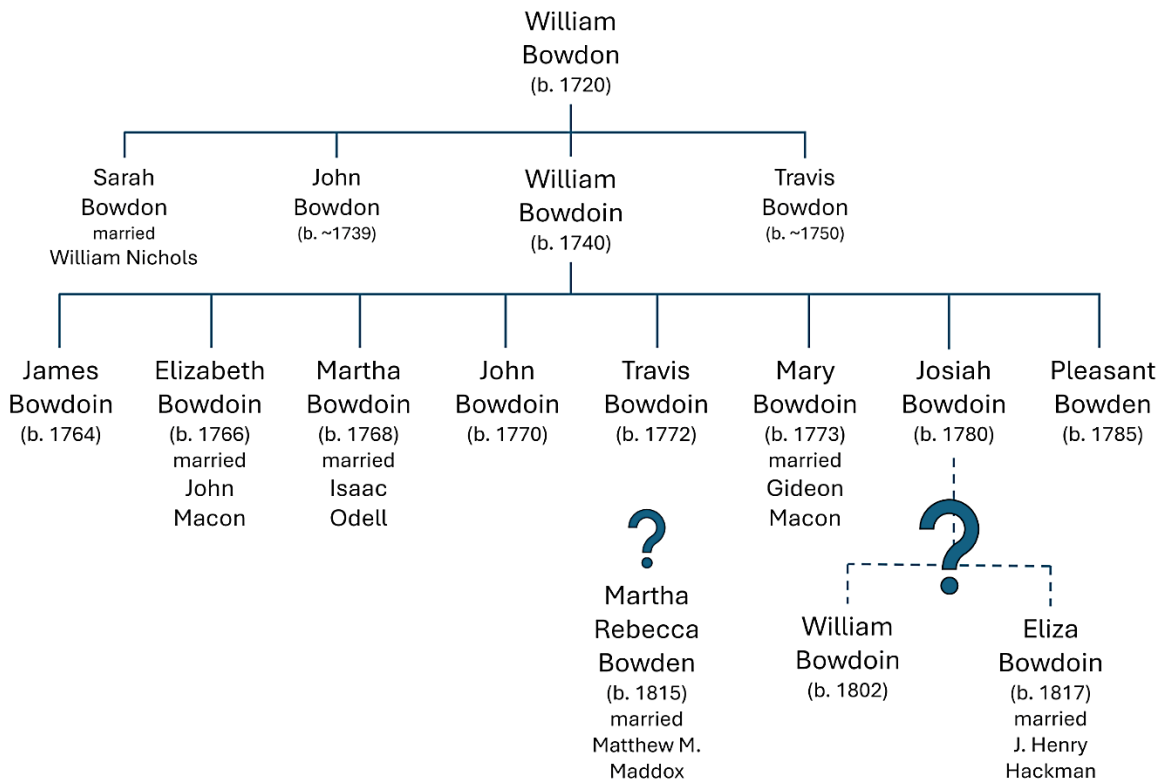 William
Bowdon
(b. 1720)
Sarah
Bowdon
married
William Nichols
John
Bowdon
(b. ~1739)
William
Bowdoin
(b. 1740)
Travis
Bowdon
(b. ~1750)
James
Bowdoin
(b. 1764)
Elizabeth
Bowdoin
(b. 1766)
married
John
Macon
Martha
Bowdoin
(b. 1768)
married
Isaac
Odell
John
Bowdoin
(b. 1770)
Travis
Bowdoin
(b. 1772)
Mary
Bowdoin
(b. 1773)
married
Gideon
Macon
Josiah
Bowdoin
(b. 1780)
Pleasant
Bowden
(b. 1785)
?
Martha
Rebecca
Bowden
(b. 1815)
married
Matthew M.
Maddox
?
William
Bowdoin
(b. 1802)
Eliza
Bowdoin
(b. 1817)
married
J. Henry
Hackman